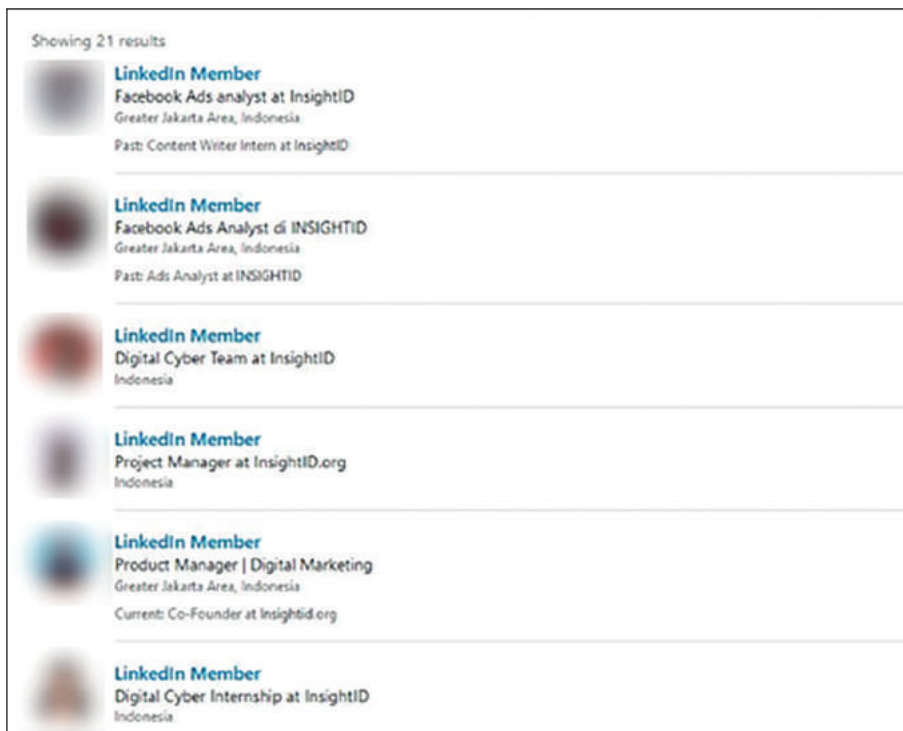 Showing 21 results
LinkedIn Member
Facebook Ads analyst at InsightID
Greater Jakarta Area, Indonesia
Past: Content Writer Intern at InsightID
LinkedIn Member
Facebook Ads Analyst di INSIGHTID
Greater Jakarta Area, Indonesia
Past: Ads Analyst at INSIGHTID
LinkedIn Member
Digital Cyber Team at InsightID
Indonesia
LinkedIn Member
Project Manager at InsightID.org
Indonesia
LinkedIn Member
Product Manager | Digital Marketing
Greater Jakarta Area, Indonesia
Current: Co-Founder at Insightid.org
LinkedIn Member
Digital Cyber Internship at InsightID
Indonesia